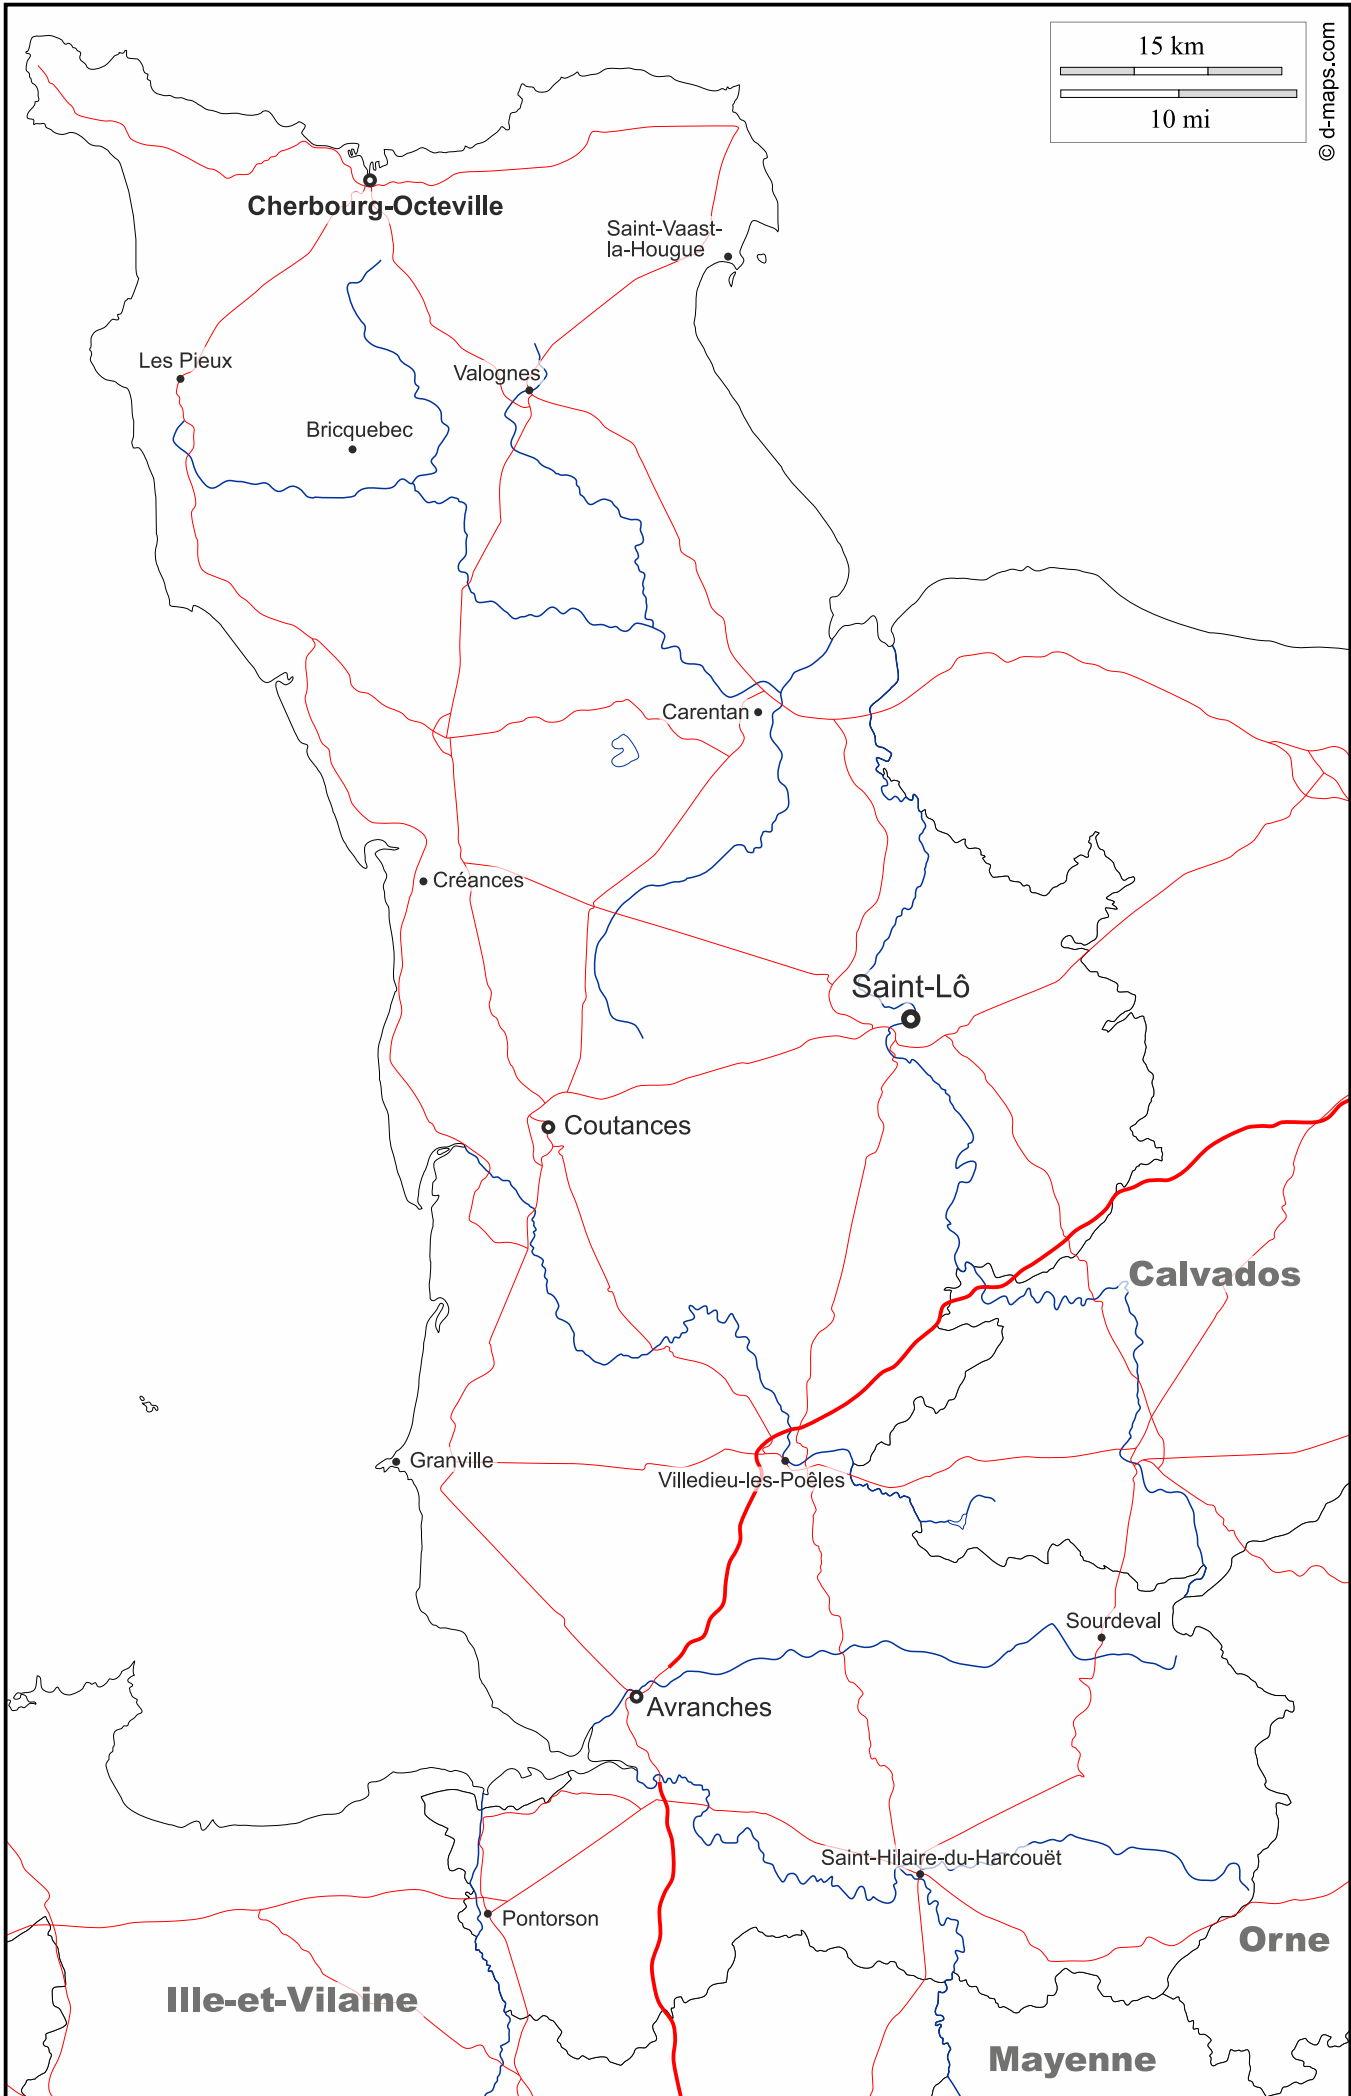 15 km
10 mi
© d-maps.com
Cherbourg-Octeville
Saint-Vaast-
la-Hougue
Les Pieux
Valognes
Bricquebec
Carentan
Créances
Saint-Lô
Coutances
Calvados
Granville
Villedieu-les-Poêles
Sourdeval
Avranches
Saint-Hilaire-du-Harcouët
Pontorson
Orne
Ille-et-Vilaine
Mayenne